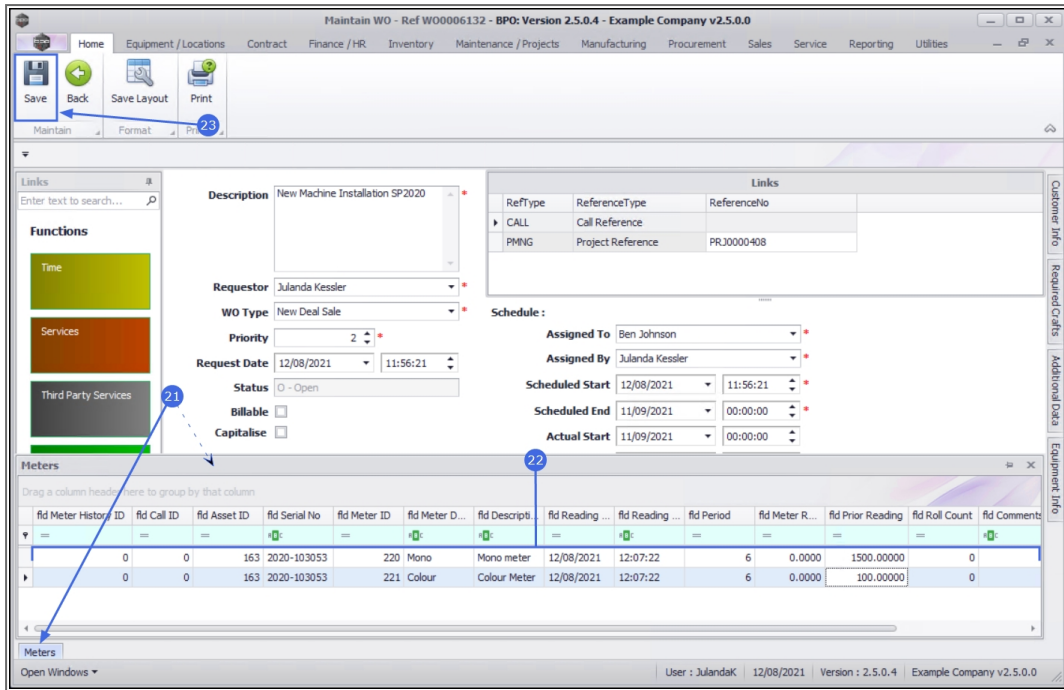 Maintain WO - Ref WO0006132 - BPO: Version 2.5.0.4 - Example Company v2.5.0.0
Home Equipment / Locations Contract Finance / HR Inventory Maintenance / Projects Manufacturing Procurement Sales Service Reporting Utilities
Save Back Save Layout Print
23
Maintain Format
Links
Enter text to search...
Functions
Time
Services
Third Party Services
21
Description New Machine Installation SP2020 *
Requestor Julanda Kessler *
WO Type New Deal Sale *
Priority 2 *
Request Date 12/08/2021 11:56:21
Status O - Open
Billable
Capitalise
Links
RefType ReferenceType ReferenceNo
CALL Call Reference
PMNG Project Reference PRJ0000408
Schedule :
Assigned To Ben Johnson *
Assigned By Julanda Kessler *
Scheduled Start 12/08/2021 11:56:21 *
Scheduled End 11/09/2021 00:00:00 *
Actual Start 11/09/2021 00:00:00
Customer Info
Required Crafts
Additional Data
Equipment Info
22
Meters
Drag a column header here to group by that column
fld Meter History ID fld Call ID fld Asset ID fld Serial No fld Meter ID fld Meter D... fld Descripti... fld Reading ... fld Reading ... fld Period fld Meter R... fld Prior Reading fld Roll Count fld Comments
0 0 163 2020-103053 220 Mono Mono meter 12/08/2021 12:07:22 6 0.0000 1500.00000 0
0 0 163 2020-103053 221 Colour Colour Meter 12/08/2021 12:07:22 6 0.0000 100.00000 0
Meters
Open Windows User : JulandaK 12/08/2021 Version : 2.5.0.4 Example Company v2.5.0.0